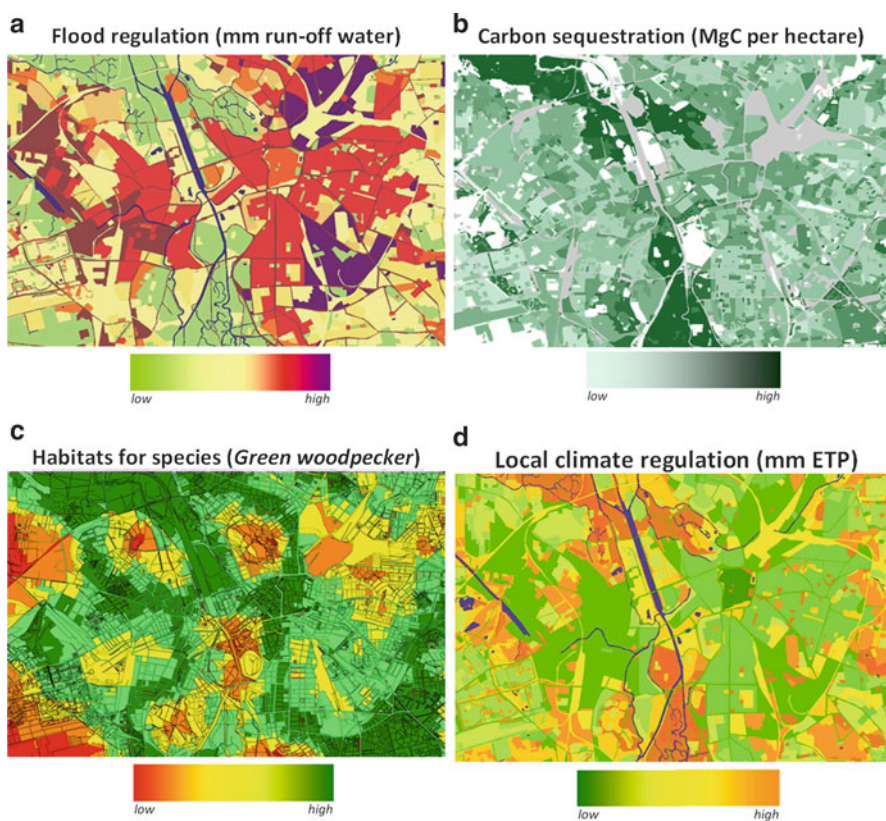 a
Flood regulation (mm run-off water)
low high
b
Carbon sequestration (MgC per hectare)
low high
c
Habitats for species (Green woodpecker)
low high
d
Local climate regulation (mm ETP)
low high